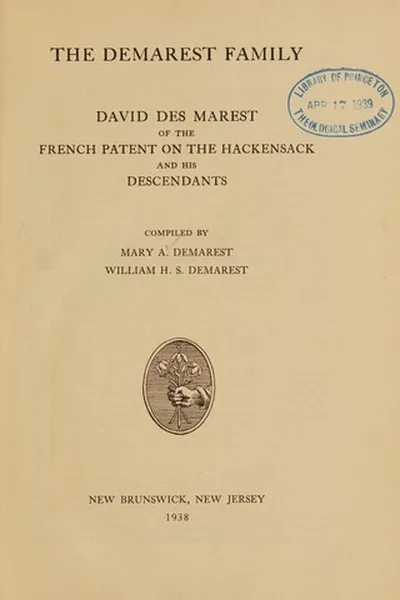 THE DEMAREST FAMILY
LIBRARY OF PRINCETON
APR 17 1939
THEOLOGICAL SEMINARY
DAVID DES MAREST
OF THE
FRENCH PATENT ON THE HACKENSACK
AND HIS
DESCENDANTS
COMPILED BY
MARY A. DEMAREST
WILLIAM H. S. DEMAREST
NEW BRUNSWICK, NEW JERSEY
1938